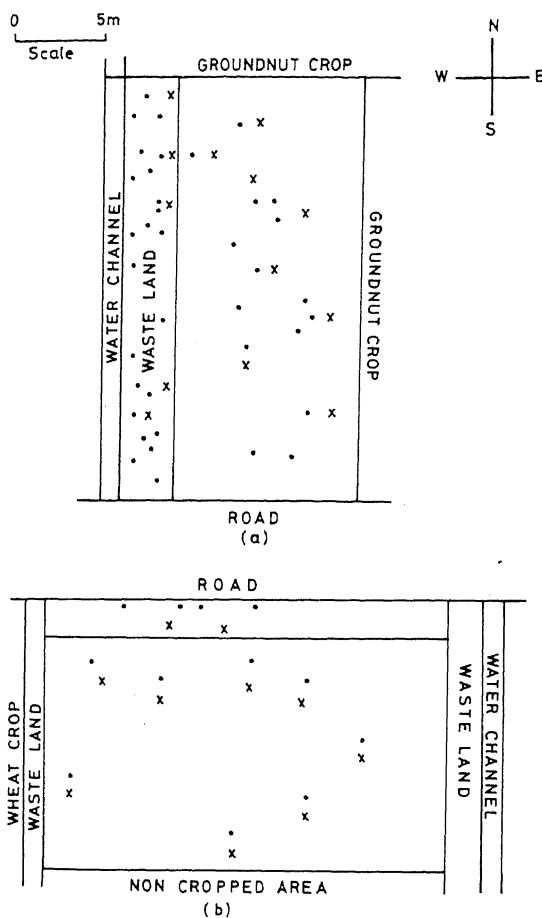 0 5m
Scale
N
W E
S
GROUNDNUT CROP
WATER CHANNEL
WASTE LAND
GROUNDNUT CROP
ROAD
(a)
ROAD
WHEAT CROP
WASTE LAND
WASTE LAND
WATER CHANNEL
NON CROPPED AREA
(b)